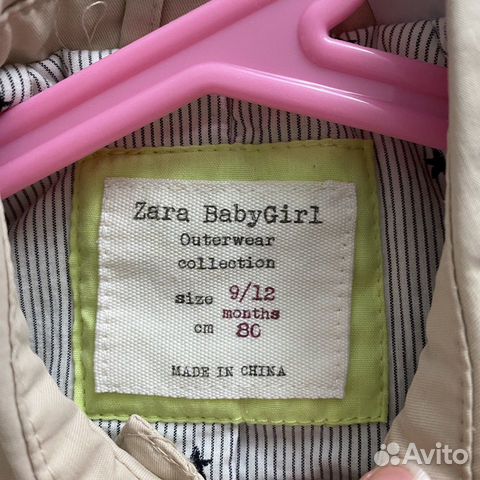 Zara BabyGirl
Outerwear
collection
size 9/12
months
cm 80
MADE IN CHINA
Avito